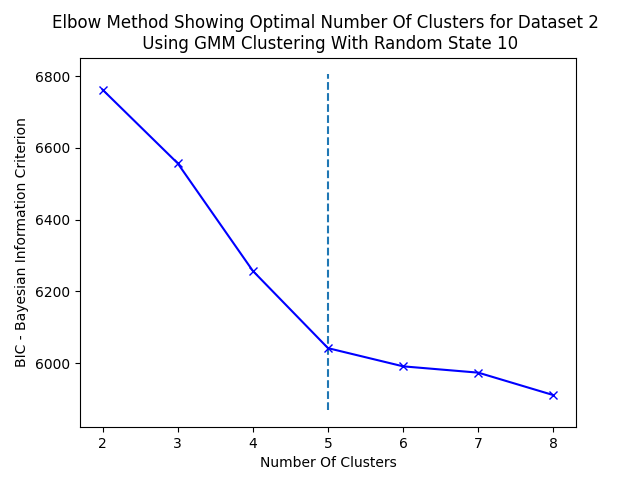 Elbow Method Showing Optimal Number Of Clusters for Dataset 2
Using GMM Clustering With Random State 10
BIC - Bayesian Information Criterion
6800
6600
6400
6200
6000
2 3 4 5 6 7 8
Number Of Clusters